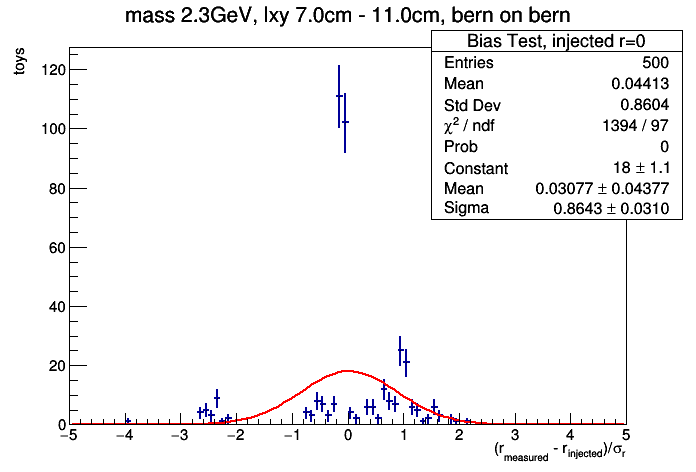 mass 2.3GeV, lxy 7.0cm - 11.0cm, bern on bern
Bias Test, injected r=0
Entries 500
Mean 0.04413
Std Dev 0.8604
χ² / ndf 1394 / 97
Prob 0
Constant 18 ± 1.1
Mean 0.03077 ± 0.04377
Sigma 0.8643 ± 0.0310
toys
120
100
80
60
40
20
0
−5 −4 −3 −2 −1 0 1 2 3 4 5
(r_measured - r_injected)/σ_r